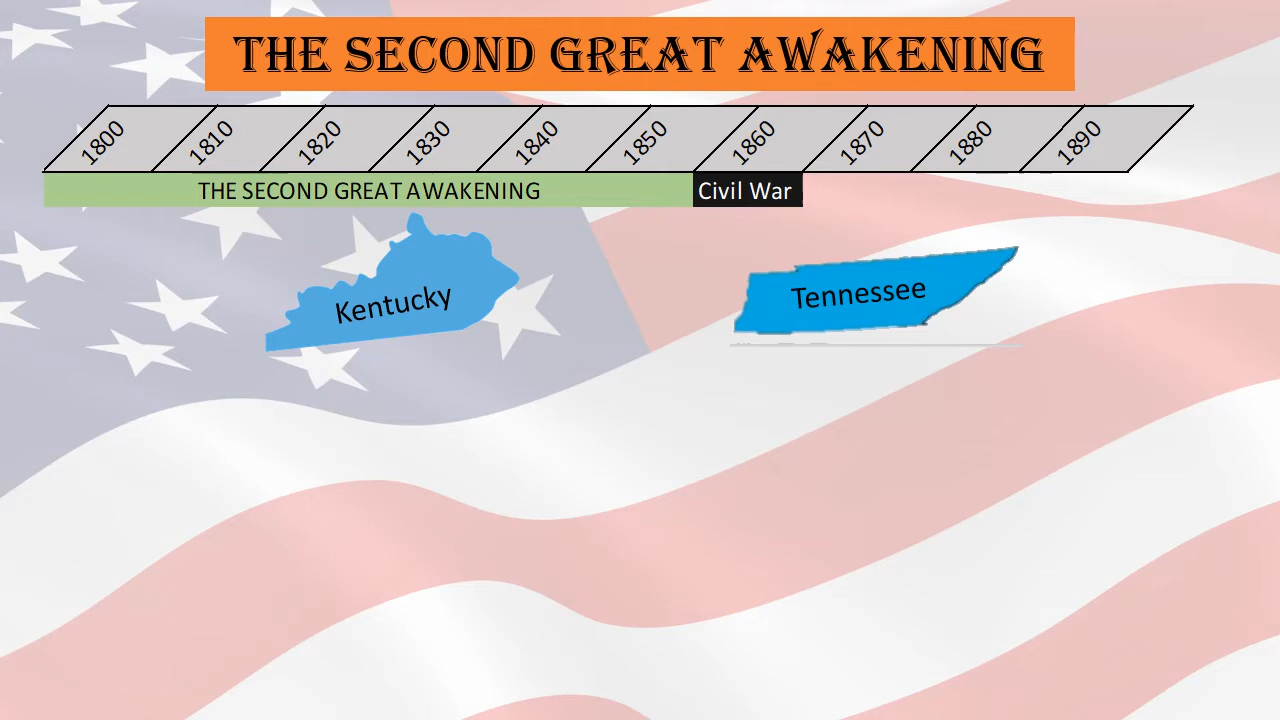 THE SECOND GREAT AWAKENING
1800 1810 1820 1830 1840 1850 1860 1870 1880 1890
THE SECOND GREAT AWAKENING Civil War
Kentucky Tennessee